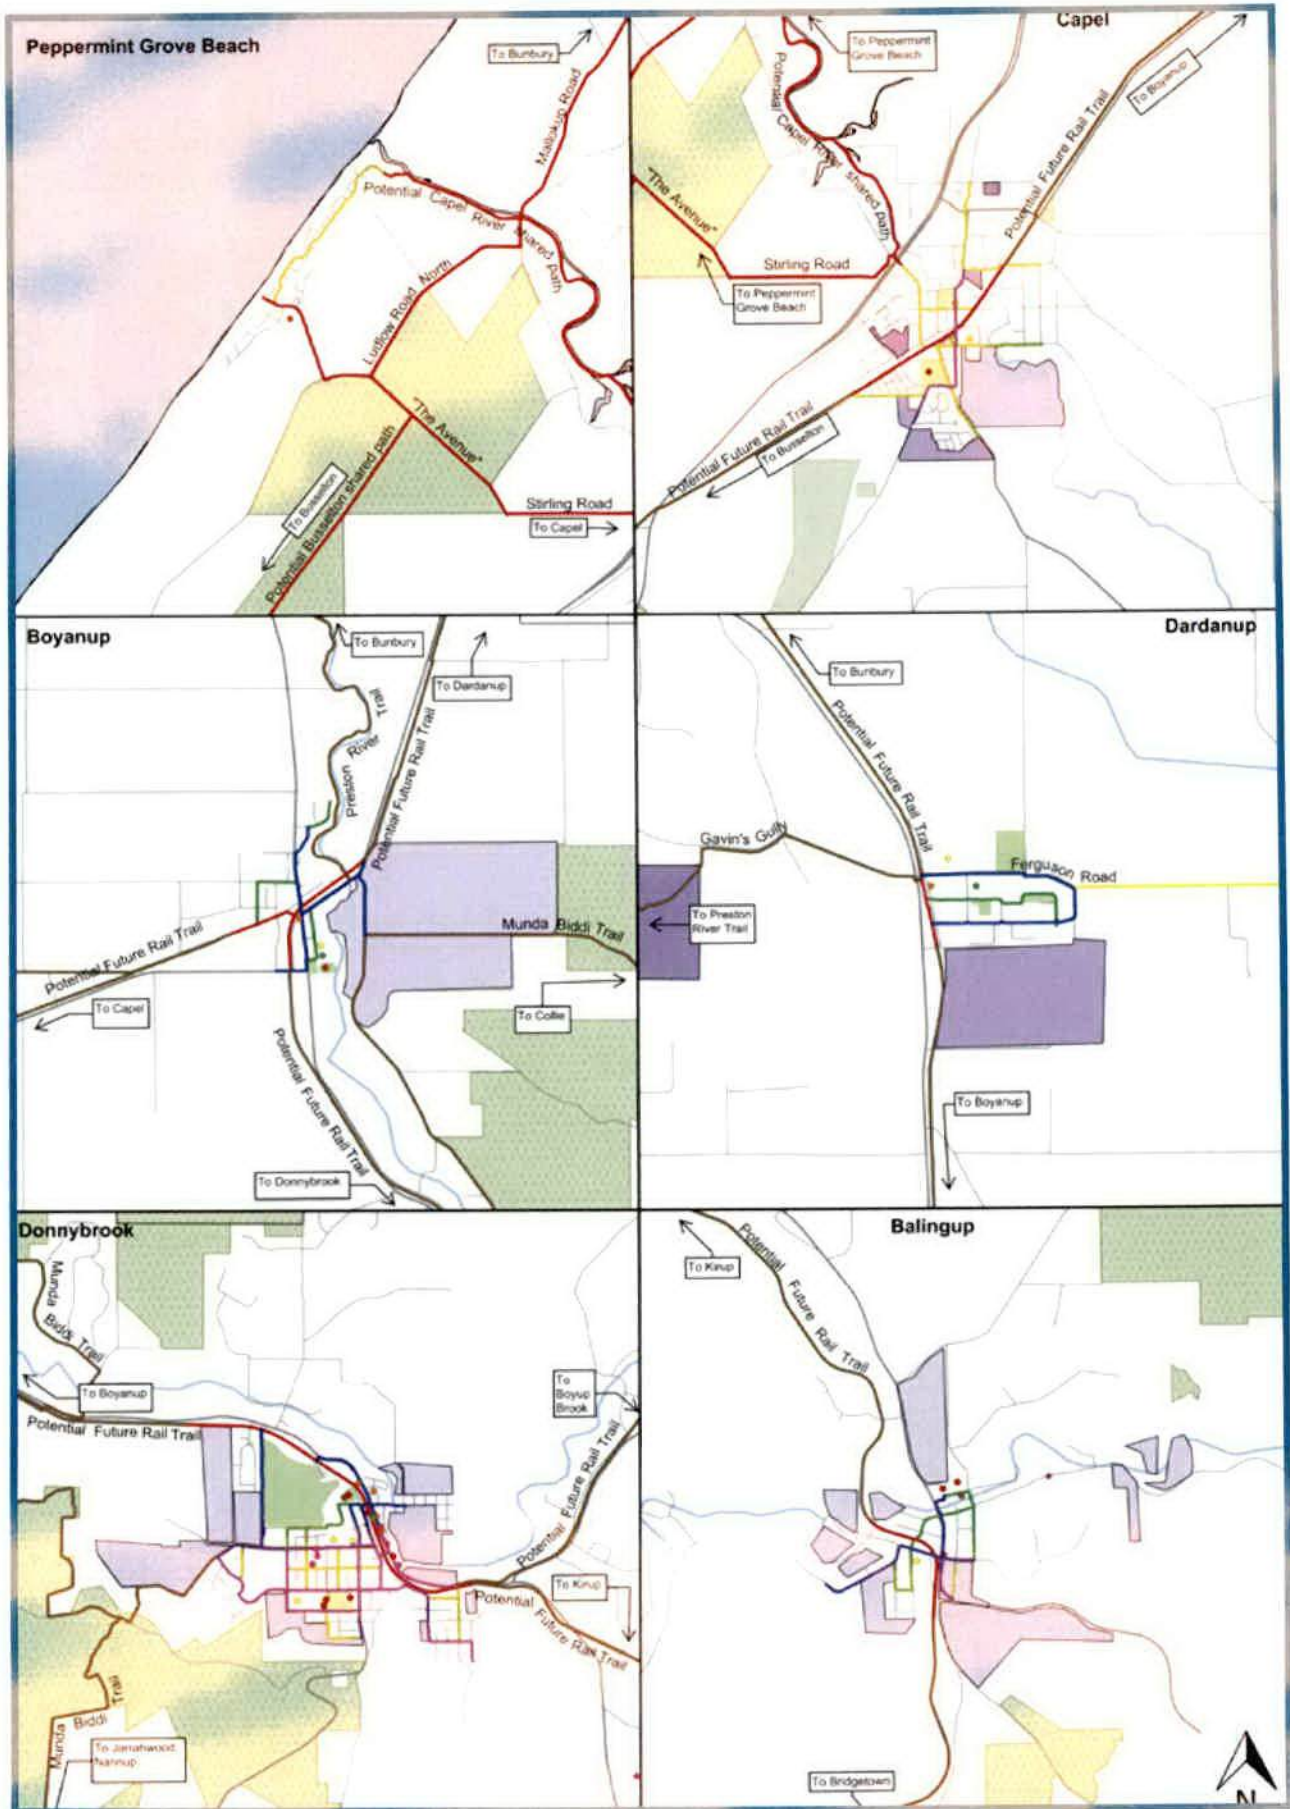 Peppermint Grove Beach
To Bunbury
Mallokup Road
Potential Capel River shared path
Ludlow Road North
"The Avenue"
To Busselton
Potential Busselton shared path
Stirling Road
To Capel
Capel
To Peppermint
Grove Beach
To Boyanup
Potential Capel River shared path
Potential Future Rail Trail
"The Avenue"
Stirling Road
To Peppermint
Grove Beach
Potential Future Rail Trail
To Busselton
Boyanup
To Bunbury
To Dardanup
Preston River Trail
Potential Future Rail Trail
Munda Biddi Trail
Potential Future Rail Trail
To Capel
To Collie
Potential Future Rail Trail
To Donnybrook
Dardanup
To Bunbury
Potential Future Rail Trail
Gavin's Gully
Ferguson Road
To Preston
River Trail
To Boyanup
Donnybrook
Munda Biddi Trail
To Boyanup
Potential Future Rail Trail
To
Boyup
Brook
Potential Future Rail Trail
To Kirup
Potential Future Rail Trail
Munda Biddi Trail
To Jarrahwood,
Nannup
Balingup
To Kirup
Potential Future Rail Trail
To Bridgetown
N